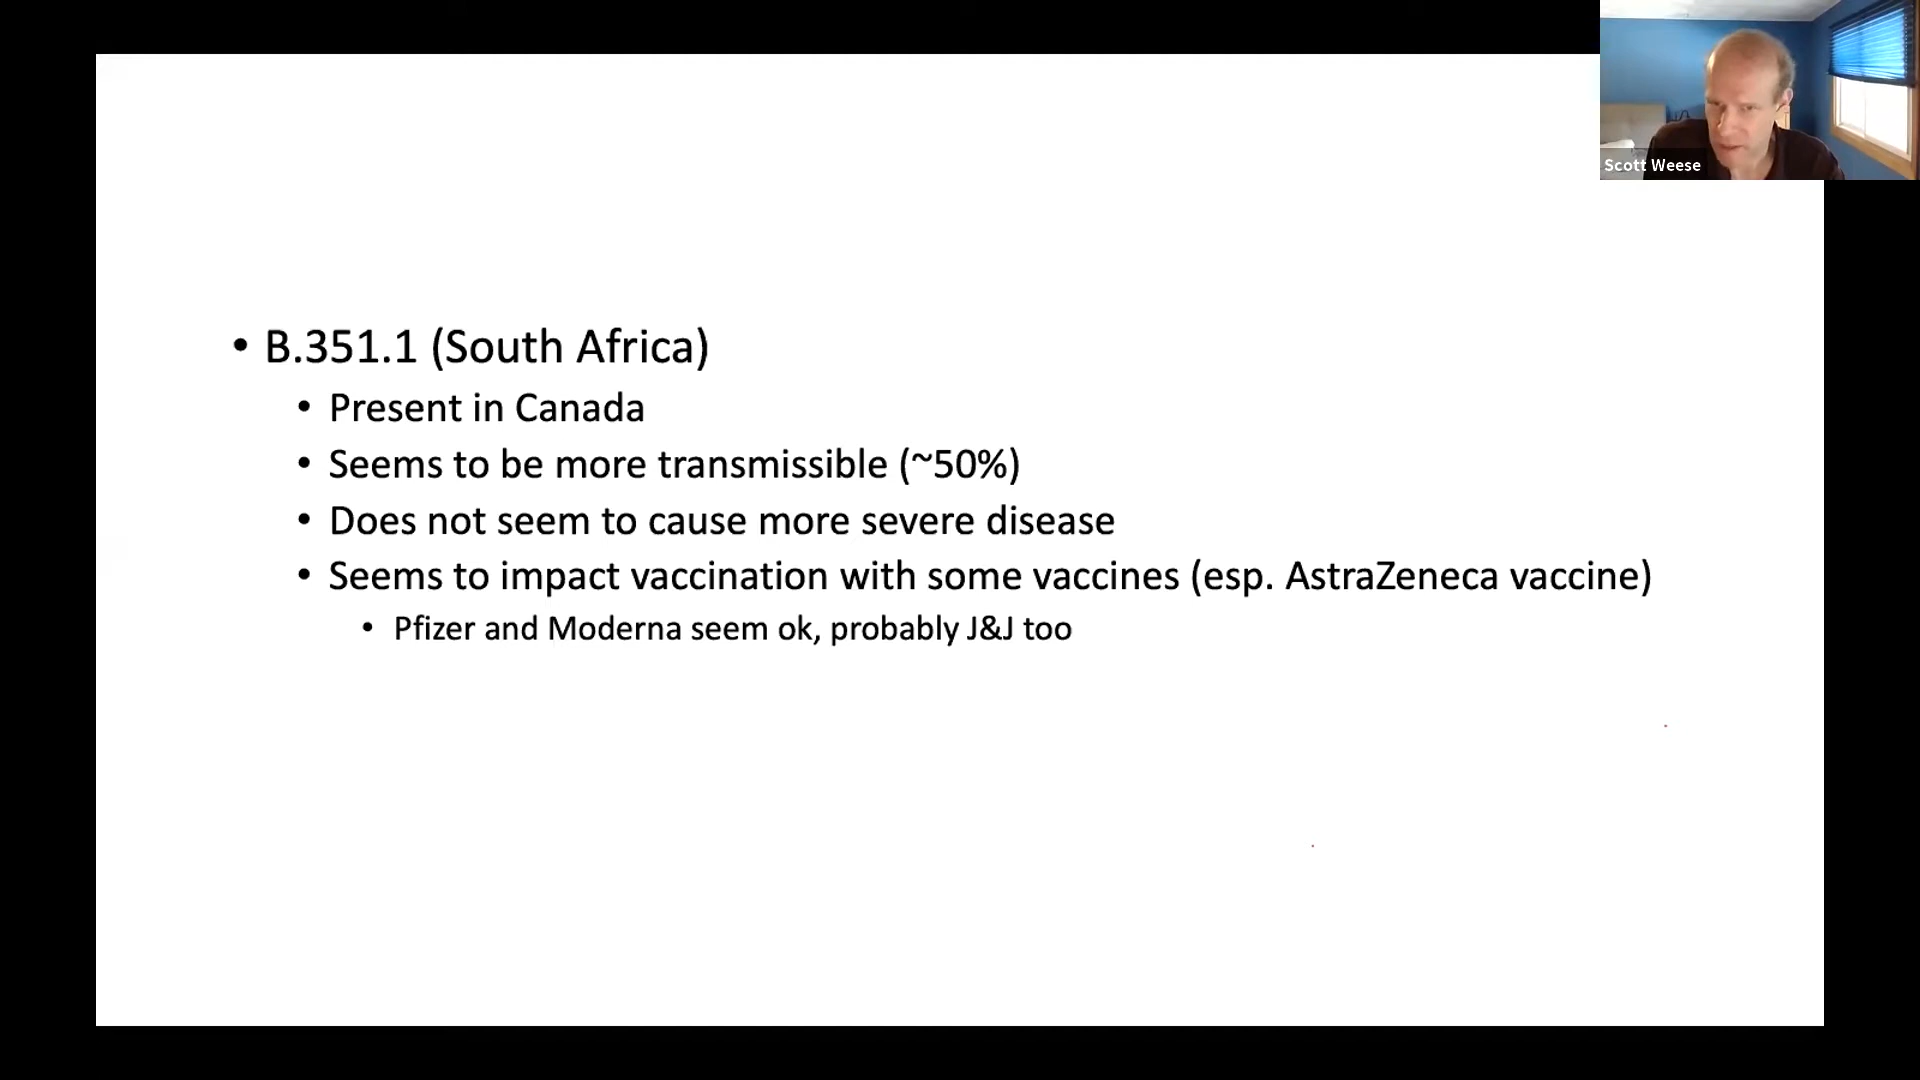 Scott Weese
• B.351.1 (South Africa)
• Present in Canada
• Seems to be more transmissible (~50%)
• Does not seem to cause more severe disease
• Seems to impact vaccination with some vaccines (esp. AstraZeneca vaccine)
• Pfizer and Moderna seem ok, probably J&J too